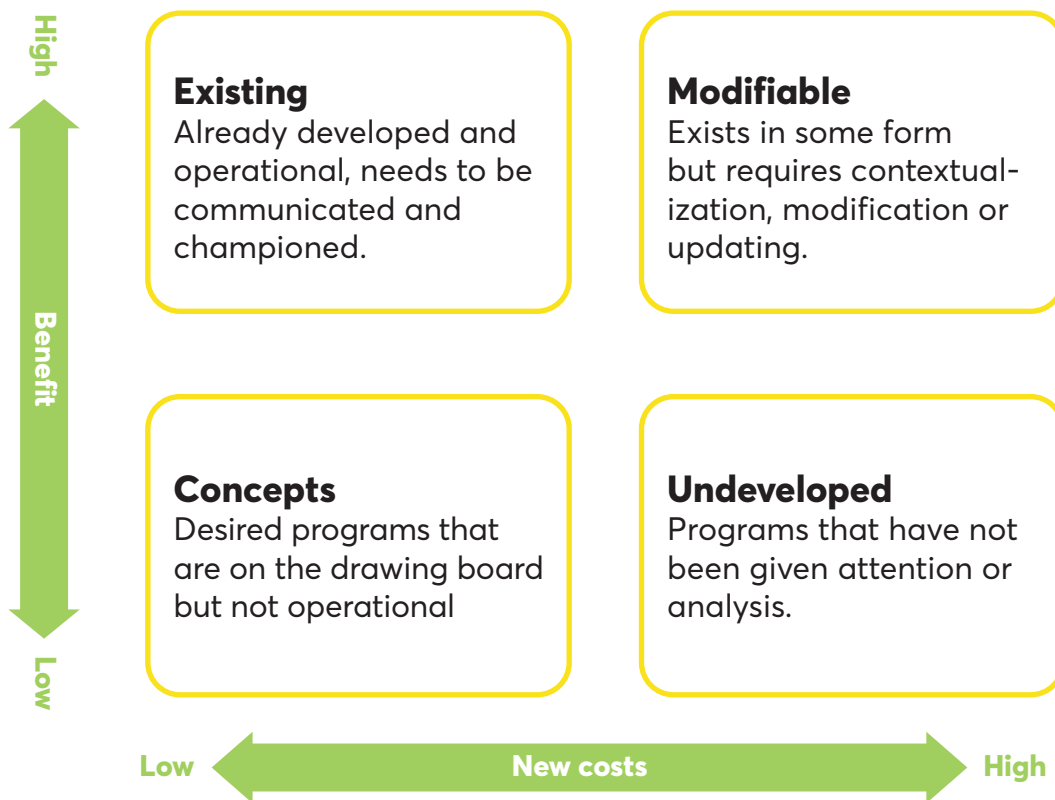 High
Existing
Already developed and
operational, needs to be
communicated and
championed.
Modifiable
Exists in some form
but requires contextual-
ization, modification or
updating.
Benefit
Concepts
Desired programs that
are on the drawing board
but not operational
Undeveloped
Programs that have not
been given attention or
analysis.
Low
Low
New costs
High